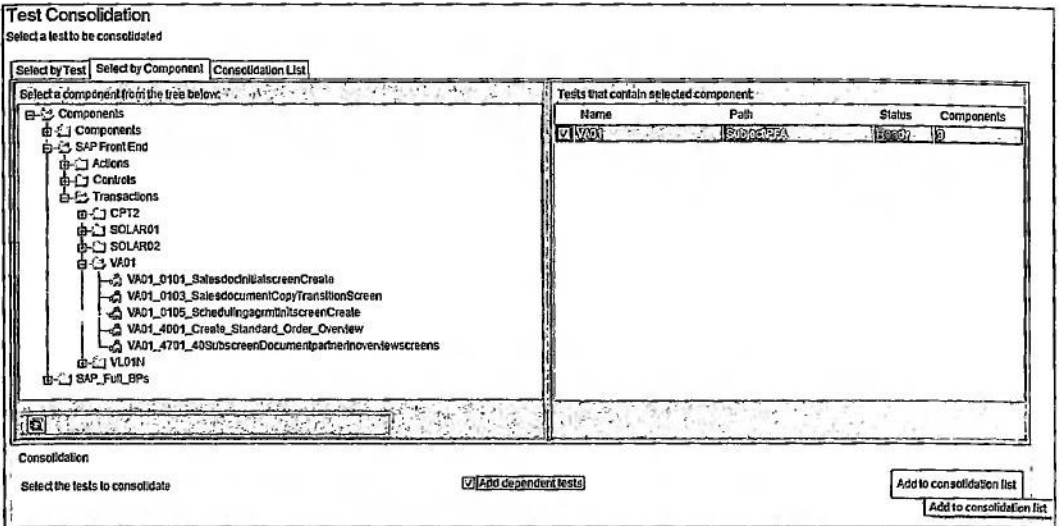 Test Consolidation
Select a test to be consolidated
Select by Test Select by Component Consolidation List
Select a component from the tree below:
Components
Components
SAP Front End
Actions
Controls
Transactions
CPT2
SOLAR01
SOLAR02
VA01
VA01_0101_SalesdocInitialscreenCreate
VA01_0103_SalesdocumentCopyTransitionScreen
VA01_0105_SchedulingagrmtInitscreenCreate
VA01_4001_Create_Standard_Order_Overview
VA01_4701_40SubscreenDocumentpartnerinoverviewscreens
VL01N
SAP_Full_BPs
Tests that contain selected component:
Name Path Status Components
VA01 Ready
Consolidation
Select the tests to consolidate
Add dependent tests
Add to consolidation list
Add to consolidation list